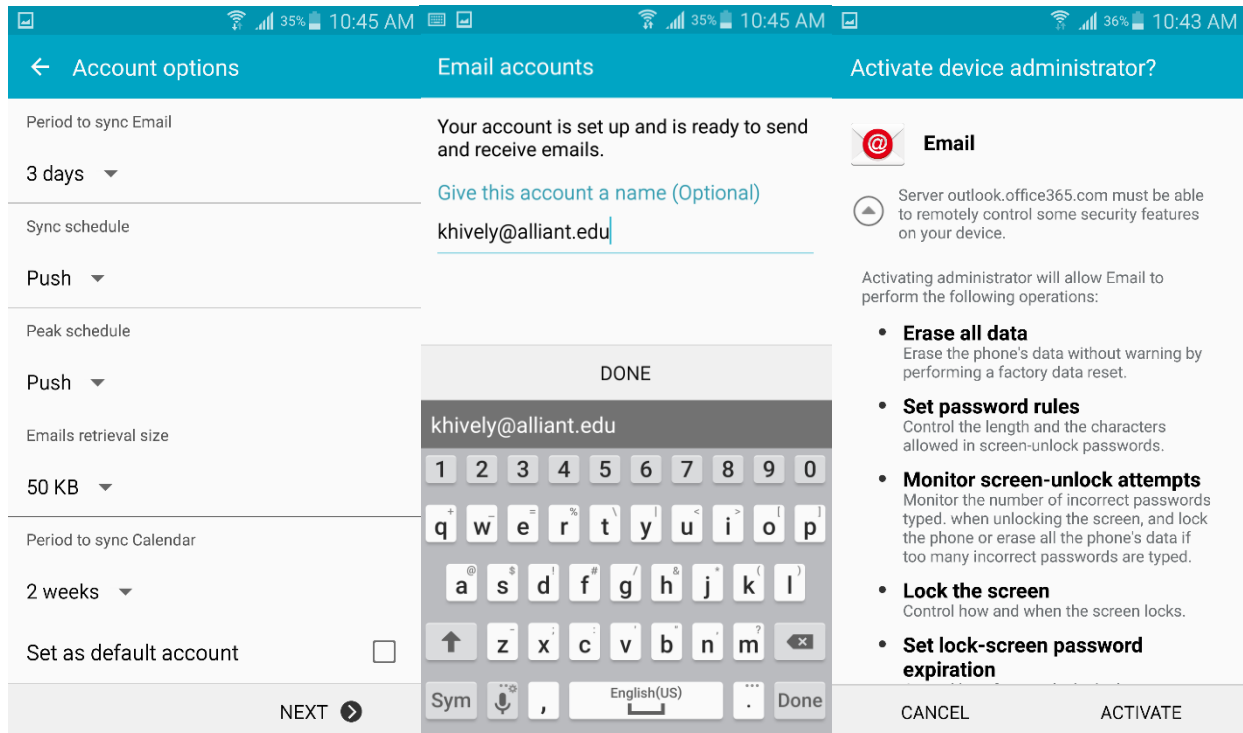 35% 10:45 AM
Account options
Period to sync Email
3 days
Sync schedule
Push
Peak schedule
Push
Emails retrieval size
50 KB
Period to sync Calendar
2 weeks
Set as default account
NEXT
35% 10:45 AM
Email accounts
Your account is set up and is ready to send
and receive emails.
Give this account a name (Optional)
khively@alliant.edu
DONE
khively@alliant.edu
1 2 3 4 5 6 7 8 9 0
q w e r t y u i o p
a s d f g h j k l
z x c v b n m
Sym , English(US) . Done
36% 10:43 AM
Activate device administrator?
Email
Server outlook.office365.com must be able
to remotely control some security features
on your device.
Activating administrator will allow Email to
perform the following operations:
• Erase all data
Erase the phone's data without warning by
performing a factory data reset.
• Set password rules
Control the length and the characters
allowed in screen-unlock passwords.
• Monitor screen-unlock attempts
Monitor the number of incorrect passwords
typed. when unlocking the screen, and lock
the phone or erase all the phone's data if
too many incorrect passwords are typed.
• Lock the screen
Control how and when the screen locks.
• Set lock-screen password
expiration
CANCEL ACTIVATE